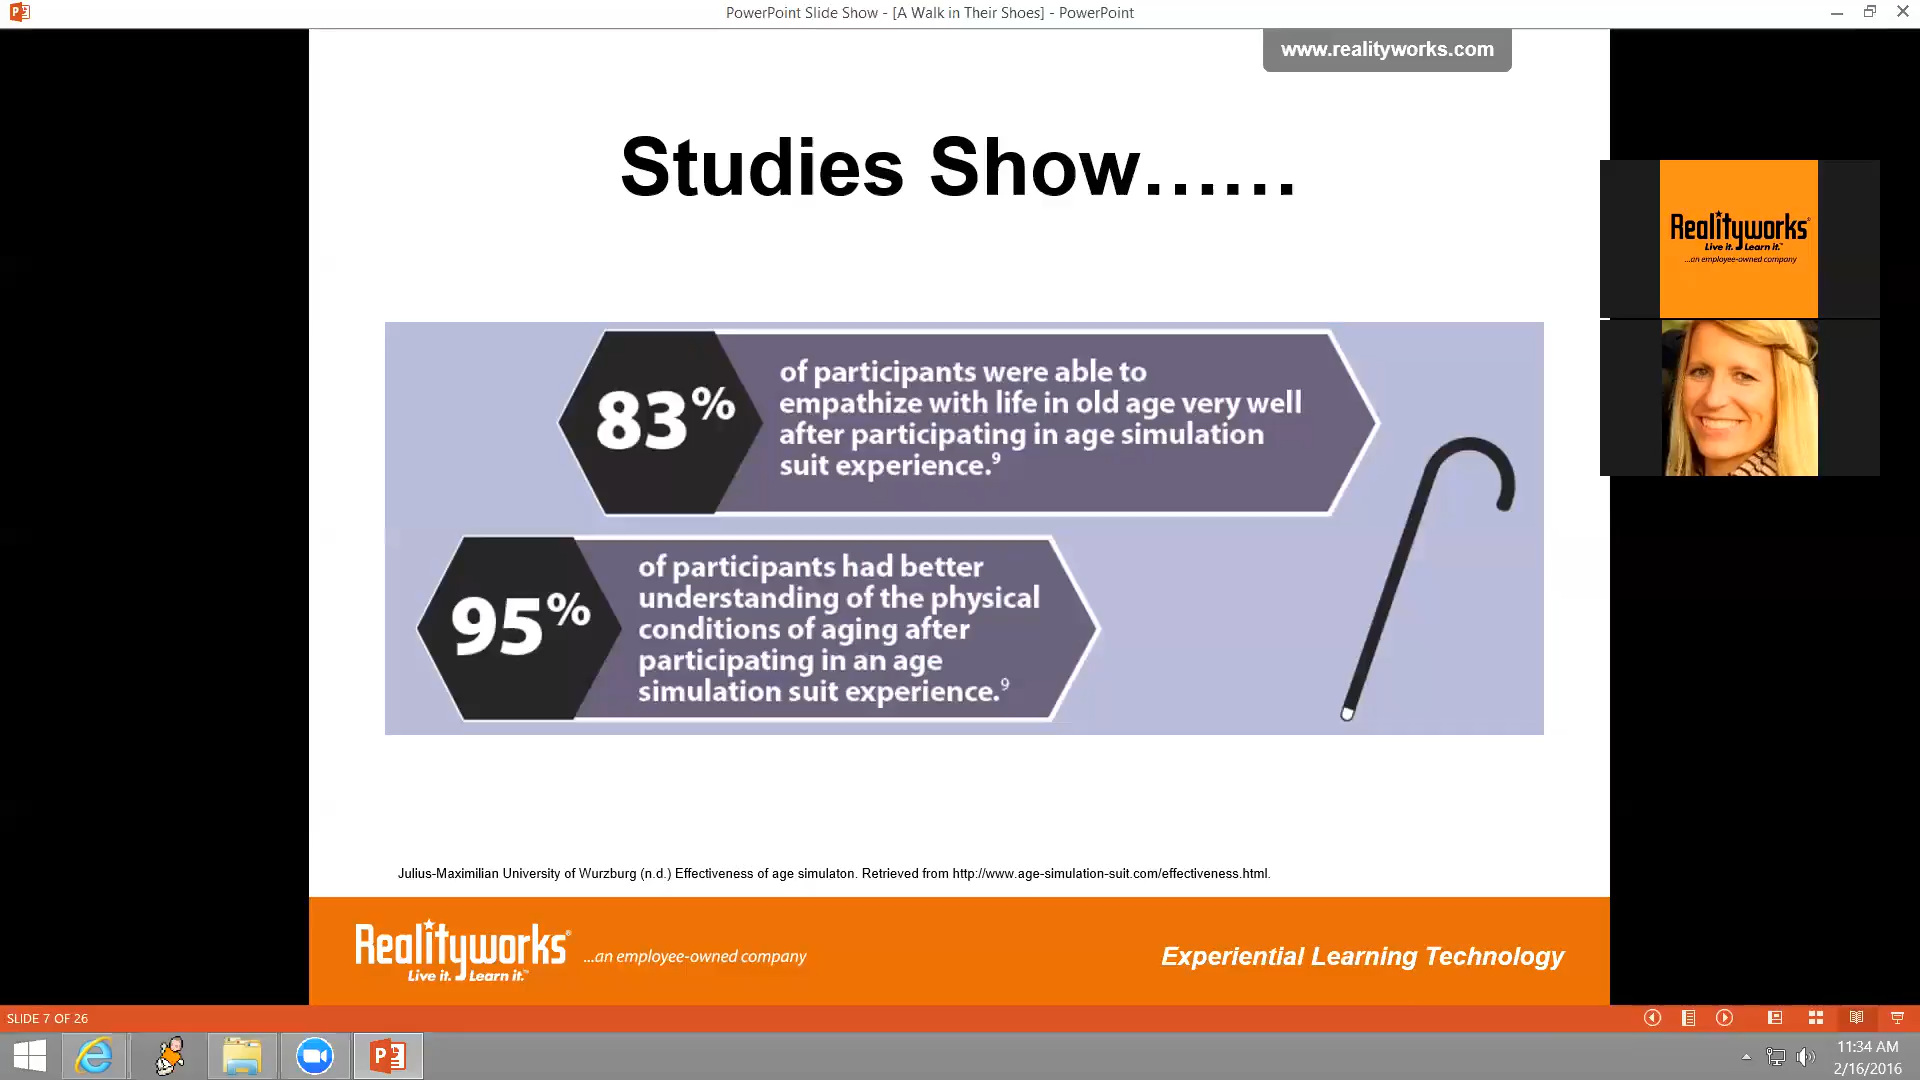 PowerPoint Slide Show - [A Walk in Their Shoes] - PowerPoint
www.realityworks.com
Studies Show......
Realityworks®
Live it. Learn it.™
...an employee-owned company
83%
of participants were able to
empathize with life in old age very well
after participating in age simulation
suit experience.9
95%
of participants had better
understanding of the physical
conditions of aging after
participating in an age
simulation suit experience.9
Julius-Maximilian University of Wurzburg (n.d.) Effectiveness of age simulaton. Retrieved from http://www.age-simulation-suit.com/effectiveness.html.
Realityworks®
Live it. Learn it.™
...an employee-owned company
Experiential Learning Technology
SLIDE 7 OF 26
11:34 AM
2/16/2016